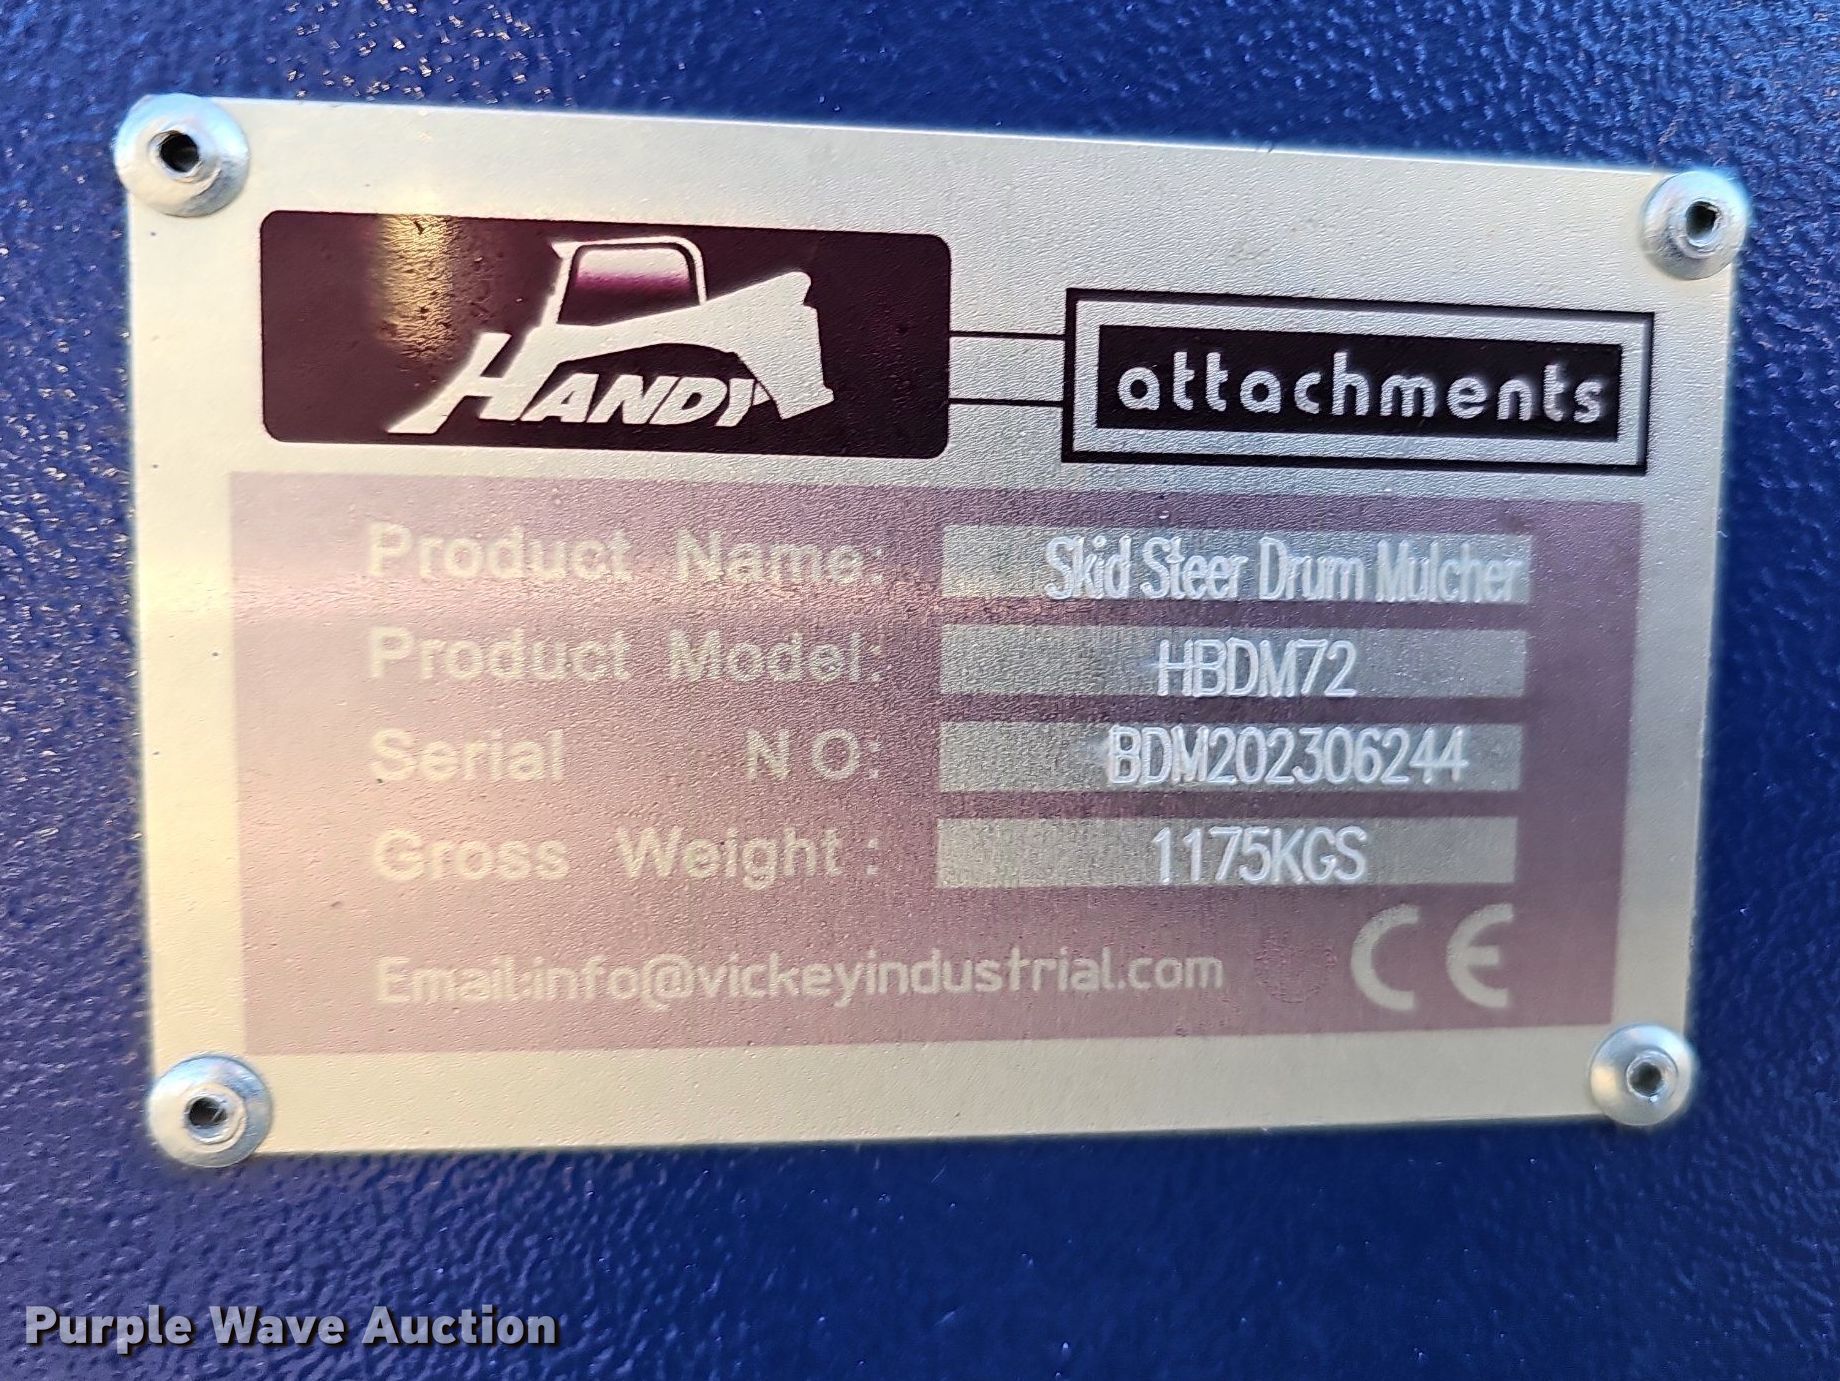 HANDY attachments
Product Name: Skid Steer Drum Mulcher
Product Model: HBDM72
Serial NO: BDM202306244
Gross Weight: 1175KGS
Email:info@vickeyindustrial.com CE
Purple Wave Auction